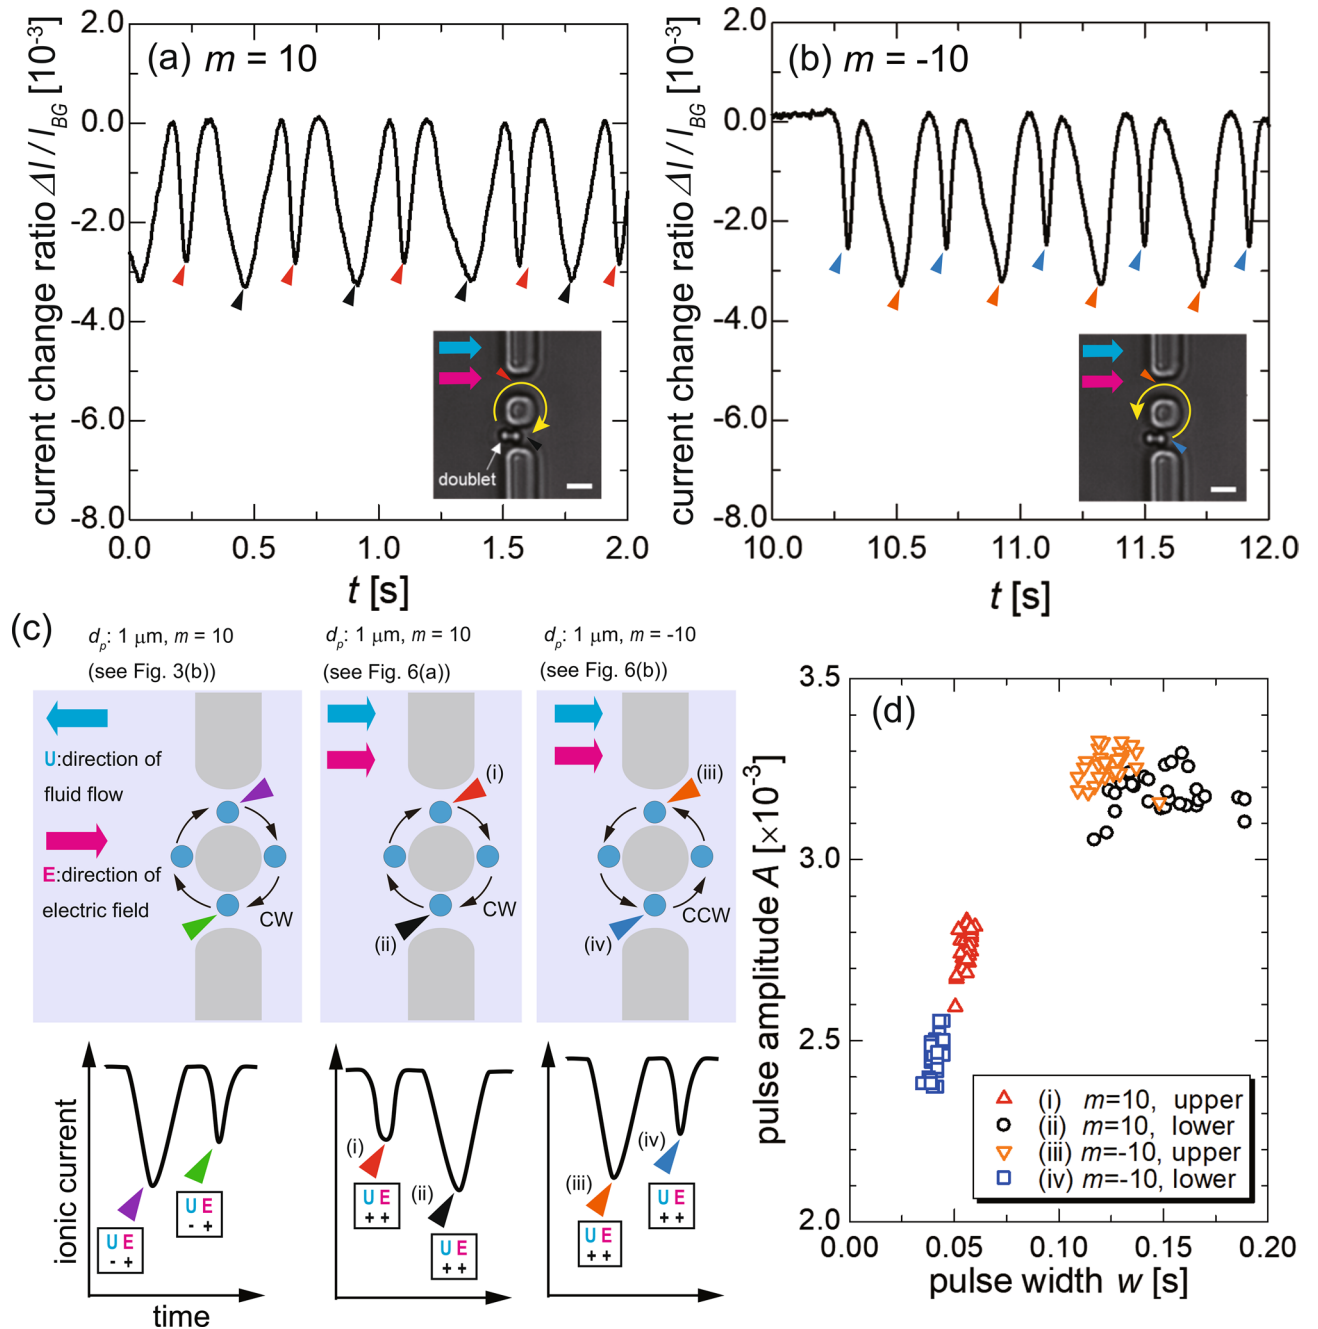 (a) m = 10
current change ratio ΔI / I_BG [10^-3]
2.0
0.0
-2.0
-4.0
-6.0
-8.0
doublet
0.0 0.5 1.0 1.5 2.0
t [s]
(b) m = -10
current change ratio ΔI / I_BG [10^-3]
2.0
0.0
-2.0
-4.0
-6.0
-8.0
10.0 10.5 11.0 11.5 12.0
t [s]
(c)
d_p: 1 μm, m = 10
(see Fig. 3(b))
U:direction of
fluid flow
E:direction of
electric field
CW
d_p: 1 μm, m = 10
(see Fig. 6(a))
(i)
(ii)
CW
d_p: 1 μm, m = -10
(see Fig. 6(b))
(iii)
(iv)
CCW
ionic current
time
U E
- +
U E
- +
(i)
U E
+ +
(ii)
U E
+ +
(iii)
U E
+ +
(iv)
U E
+ +
(d)
pulse amplitude A [×10^-3]
3.5
3.0
2.5
2.0
(i) m=10, upper
(ii) m=10, lower
(iii) m=-10, upper
(iv) m=-10, lower
0.00 0.05 0.10 0.15 0.20
pulse width w [s]